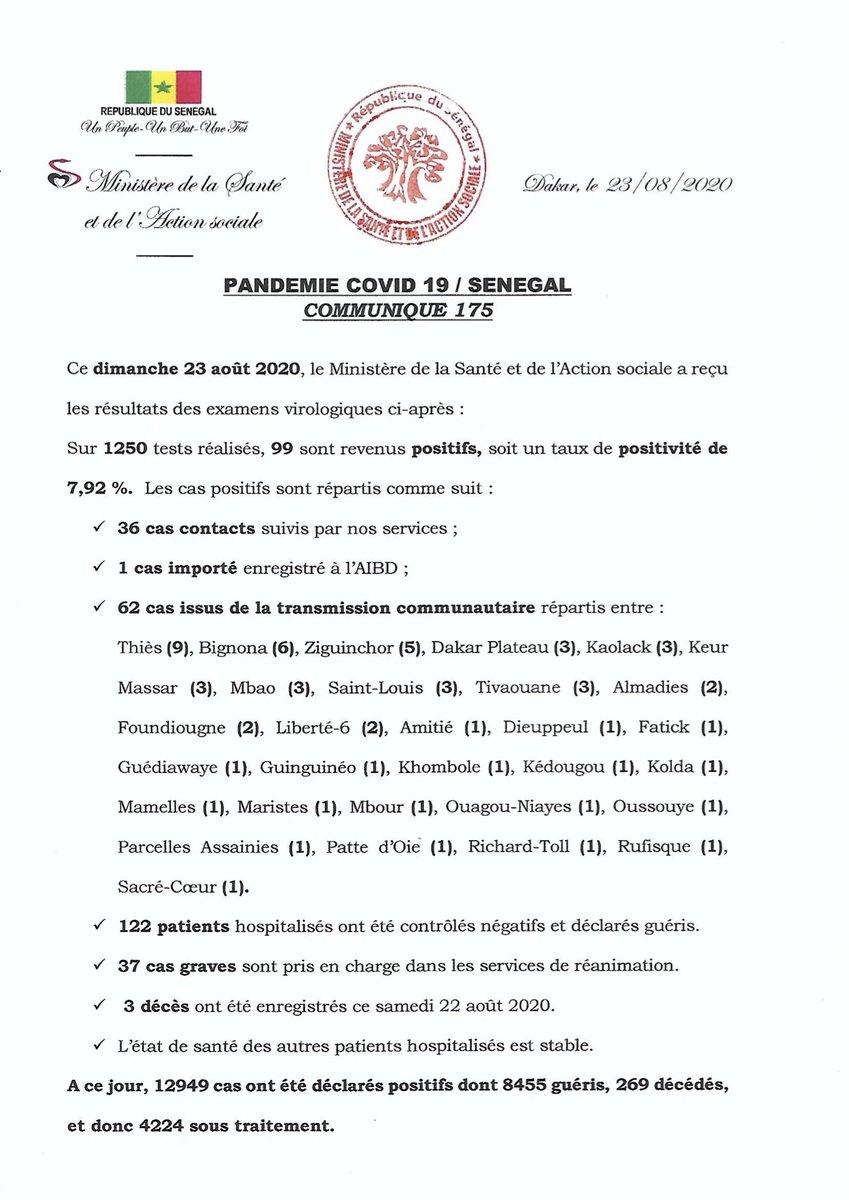 REPUBLIQUE DU SENEGAL
Un Peuple-Un But-Une Foi
Ministère de la Santé
et de l'Action sociale
★ République du Sénégal ★
MINISTÈRE DE LA SANTÉ ET DE L'ACTION SOCIALE
Dakar, le 23/08/2020
PANDEMIE COVID 19 / SENEGAL
COMMUNIQUE 175
Ce dimanche 23 août 2020, le Ministère de la Santé et de l'Action sociale a reçu
les résultats des examens virologiques ci-après :
Sur 1250 tests réalisés, 99 sont revenus positifs, soit un taux de positivité de
7,92 %. Les cas positifs sont répartis comme suit :
✓ 36 cas contacts suivis par nos services ;
✓ 1 cas importé enregistré à l'AIBD ;
✓ 62 cas issus de la transmission communautaire répartis entre :
Thiès (9), Bignona (6), Ziguinchor (5), Dakar Plateau (3), Kaolack (3), Keur
Massar (3), Mbao (3), Saint-Louis (3), Tivaouane (3), Almadies (2),
Foundiougne (2), Liberté-6 (2), Amitié (1), Dieuppeul (1), Fatick (1),
Guédiawaye (1), Guinguinéo (1), Khombole (1), Kédougou (1), Kolda (1),
Mamelles (1), Maristes (1), Mbour (1), Ouagou-Niayes (1), Oussouye (1),
Parcelles Assainies (1), Patte d'Oie (1), Richard-Toll (1), Rufisque (1),
Sacré-Cœur (1).
✓ 122 patients hospitalisés ont été contrôlés négatifs et déclarés guéris.
✓ 37 cas graves sont pris en charge dans les services de réanimation.
✓ 3 décès ont été enregistrés ce samedi 22 août 2020.
✓ L'état de santé des autres patients hospitalisés est stable.
A ce jour, 12949 cas ont été déclarés positifs dont 8455 guéris, 269 décédés,
et donc 4224 sous traitement.